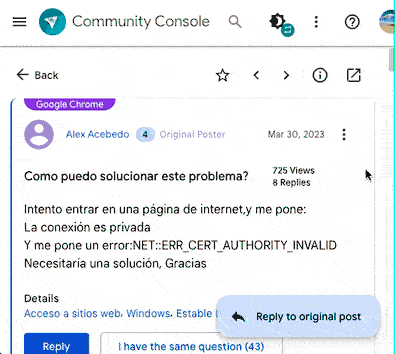 Community Console
Back
Google Chrome
Alex Acebedo 4 Original Poster Mar 30, 2023
Como puedo solucionar este problema?
725 Views
8 Replies
Intento entrar en una página de internet,y me pone:
La conexión es privada
Y me pone un error:NET::ERR_CERT_AUTHORITY_INVALID
Necesitaría una solución, Gracias
Details
Acceso a sitios web, Windows, Estable
Reply to original post
Reply
I have the same question (43)